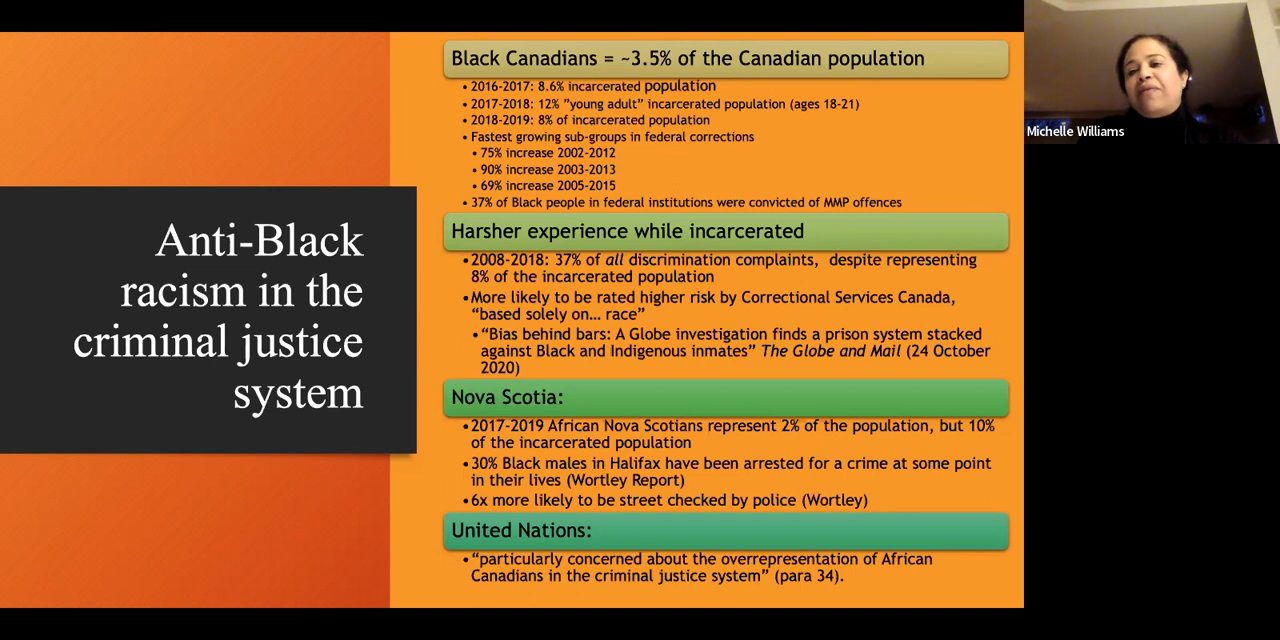 Anti-Black
racism in the
criminal justice
system
Black Canadians = ~3.5% of the Canadian population
• 2016-2017: 8.6% incarcerated population
• 2017-2018: 12% ”young adult” incarcerated population (ages 18-21)
• 2018-2019: 8% of incarcerated population
• Fastest growing sub-groups in federal corrections
• 75% increase 2002-2012
• 90% increase 2003-2013
• 69% increase 2005-2015
• 37% of Black people in federal institutions were convicted of MMP offences
Harsher experience while incarcerated
• 2008-2018: 37% of all discrimination complaints, despite representing
8% of the incarcerated population
• More likely to be rated higher risk by Correctional Services Canada,
“based solely on… race”
• “Bias behind bars: A Globe investigation finds a prison system stacked
against Black and Indigenous inmates” The Globe and Mail (24 October
2020)
Nova Scotia:
• 2017-2019 African Nova Scotians represent 2% of the population, but 10%
of the incarcerated population
• 30% Black males in Halifax have been arrested for a crime at some point
in their lives (Wortley Report)
• 6x more likely to be street checked by police (Wortley)
United Nations:
• “particularly concerned about the overrepresentation of African
Canadians in the criminal justice system” (para 34).
Michelle Williams